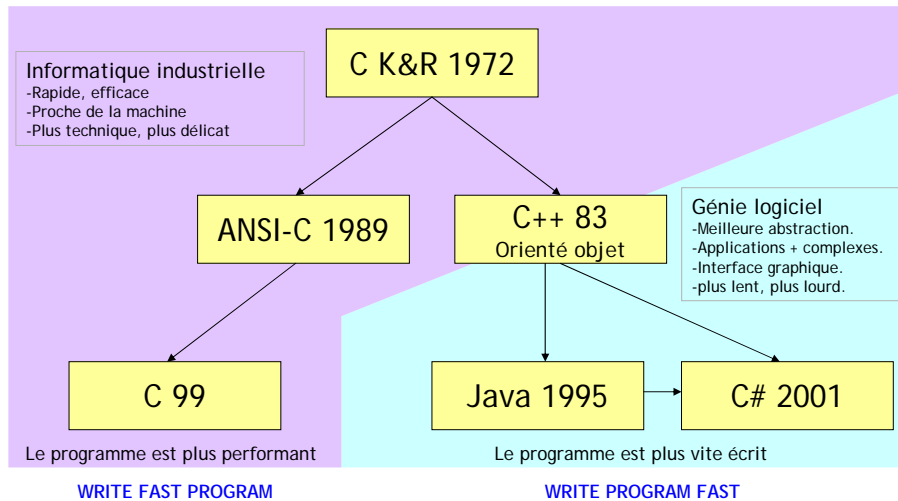 C K&R 1972
Informatique industrielle
-Rapide, efficace
-Proche de la machine
-Plus technique, plus délicat
ANSI-C 1989
C++ 83
Orienté objet
Génie logiciel
-Meilleure abstraction.
-Applications + complexes.
-Interface graphique.
-plus lent, plus lourd.
C 99
Java 1995
C# 2001
Le programme est plus performant
Le programme est plus vite écrit
WRITE FAST PROGRAM
WRITE PROGRAM FAST